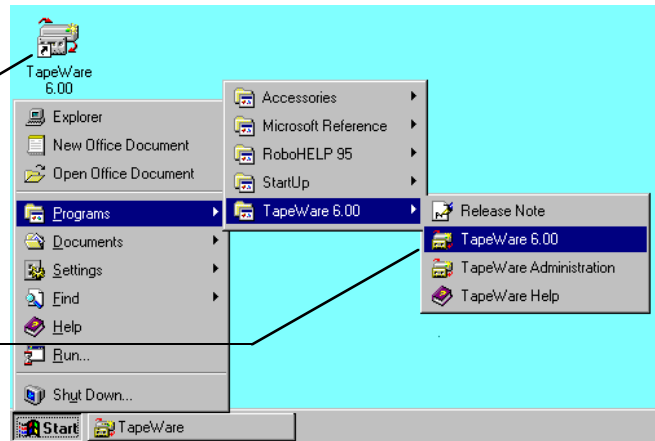 TapeWare
6.00
Explorer
New Office Document
Open Office Document
Programs
Documents
Settings
Find
Help
Run...
Shut Down...
Accessories
Microsoft Reference
RoboHELP 95
StartUp
TapeWare 6.00
Release Note
TapeWare 6.00
TapeWare Administration
TapeWare Help
Start
TapeWare